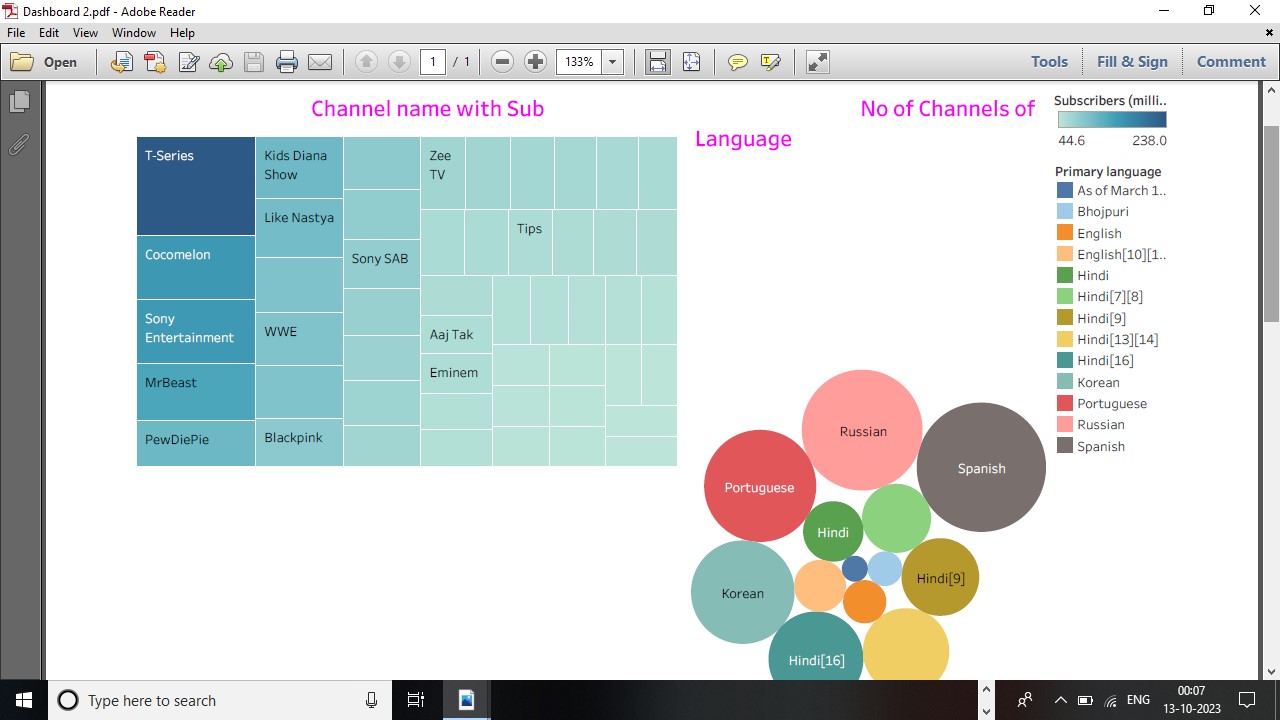 Dashboard 2.pdf - Adobe Reader
File Edit View Window Help
Open 1 / 1 133% Tools Fill & Sign Comment
Channel name with Sub
No of Channels of
Language
T-Series
Cocomelon
Sony
Entertainment
MrBeast
PewDiePie
Kids Diana
Show
Like Nastya
WWE
Blackpink
Sony SAB
Zee
TV
Tips
Aaj Tak
Eminem
Russian
Spanish
Portuguese
Hindi
Hindi[9]
Korean
Hindi[16]
Subscribers (milli..
44.6 238.0
Primary language
As of March 1..
Bhojpuri
English
English[10][1..
Hindi
Hindi[7][8]
Hindi[9]
Hindi[13][14]
Hindi[16]
Korean
Portuguese
Russian
Spanish
Type here to search
ENG
00:07
13-10-2023